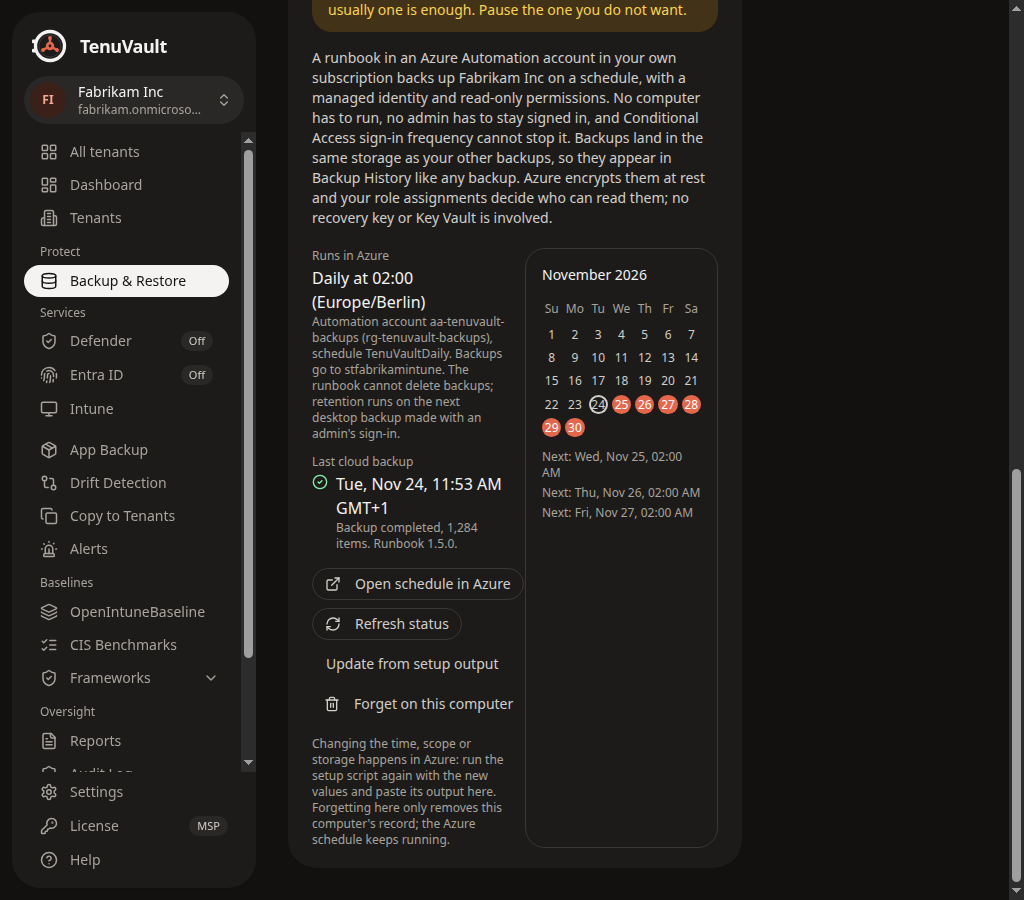 TenuVault
FI
Fabrikam Inc
fabrikam.onmicroso...
All tenants
Dashboard
Tenants
Protect
Backup & Restore
Services
Defender
Off
Entra ID
Off
Intune
App Backup
Drift Detection
Copy to Tenants
Alerts
Baselines
OpenIntuneBaseline
CIS Benchmarks
Frameworks
Oversight
Reports
Audit Log
Settings
License
MSP
Help
usually one is enough. Pause the one you do not want.
A runbook in an Azure Automation account in your own
subscription backs up Fabrikam Inc on a schedule, with a
managed identity and read-only permissions. No computer
has to run, no admin has to stay signed in, and Conditional
Access sign-in frequency cannot stop it. Backups land in the
same storage as your other backups, so they appear in
Backup History like any backup. Azure encrypts them at rest
and your role assignments decide who can read them; no
recovery key or Key Vault is involved.
Runs in Azure
Daily at 02:00
(Europe/Berlin)
Automation account aa-tenuvault-
backups (rg-tenuvault-backups),
schedule TenuVaultDaily. Backups
go to stfabrikamintune. The
runbook cannot delete backups;
retention runs on the next
desktop backup made with an
admin's sign-in.
Last cloud backup
Tue, Nov 24, 11:53 AM
GMT+1
Backup completed, 1,284
items. Runbook 1.5.0.
Open schedule in Azure
Refresh status
Update from setup output
Forget on this computer
Changing the time, scope or
storage happens in Azure: run the
setup script again with the new
values and paste its output here.
Forgetting here only removes this
computer's record; the Azure
schedule keeps running.
November 2026
Su Mo Tu We Th Fr Sa
1 2 3 4 5 6 7
8 9 10 11 12 13 14
15 16 17 18 19 20 21
22 23 24 25 26 27 28
29 30
Next: Wed, Nov 25, 02:00
AM
Next: Thu, Nov 26, 02:00 AM
Next: Fri, Nov 27, 02:00 AM